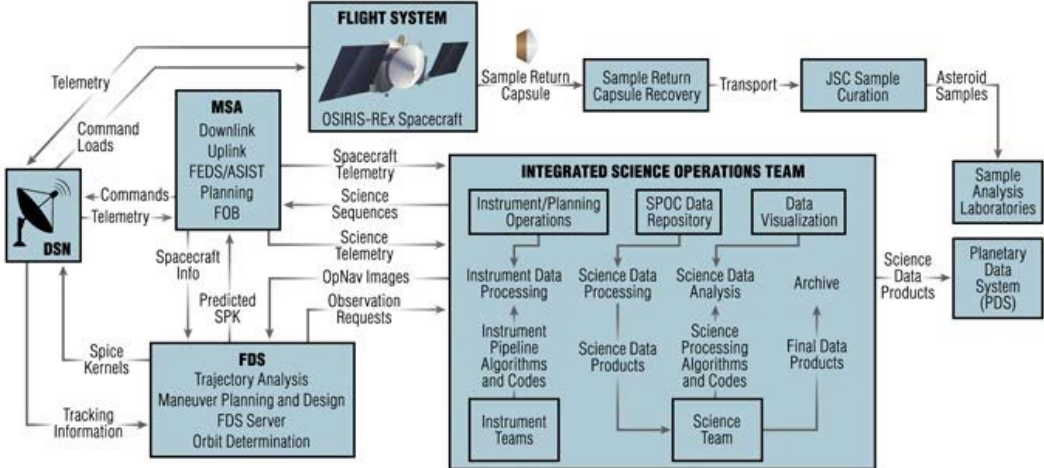 FLIGHT SYSTEM
OSIRIS-REx Spacecraft
Sample Return
Capsule
Sample Return
Capsule Recovery
Transport
JSC Sample
Curation
Asteroid
Samples
Sample
Analysis
Laboratories
Telemetry
Command
Loads
MSA
Downlink
Uplink
FEDS/ASIST
Planning
FOB
DSN
Commands
Telemetry
Spacecraft
Telemetry
Science
Sequences
Science
Telemetry
OpNav Images
Observation
Requests
Spacecraft
Info
Predicted
SPK
Spice
Kernels
Tracking
Information
FDS
Trajectory Analysis
Maneuver Planning and Design
FDS Server
Orbit Determination
INTEGRATED SCIENCE OPERATIONS TEAM
Instrument/Planning
Operations
SPOC Data
Repository
Data
Visualization
Instrument Data
Processing
Science Data
Processing
Science Data
Analysis
Archive
Instrument
Pipeline
Algorithms
and Codes
Science Data
Products
Science
Processing
Algorithms
and Codes
Final Data
Products
Instrument
Teams
Science
Team
Science
Data
Products
Planetary
Data
System
(PDS)